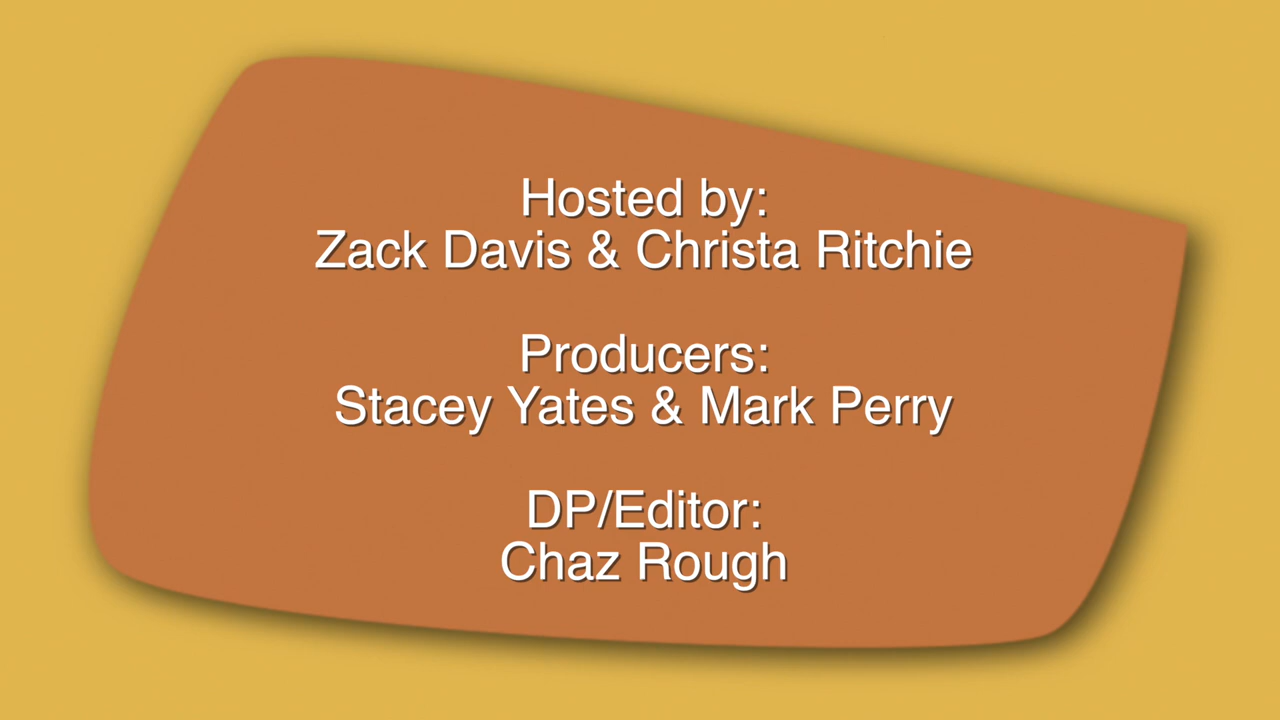 Hosted by:
Zack Davis & Christa Ritchie
Producers:
Stacey Yates & Mark Perry
DP/Editor:
Chaz Rough